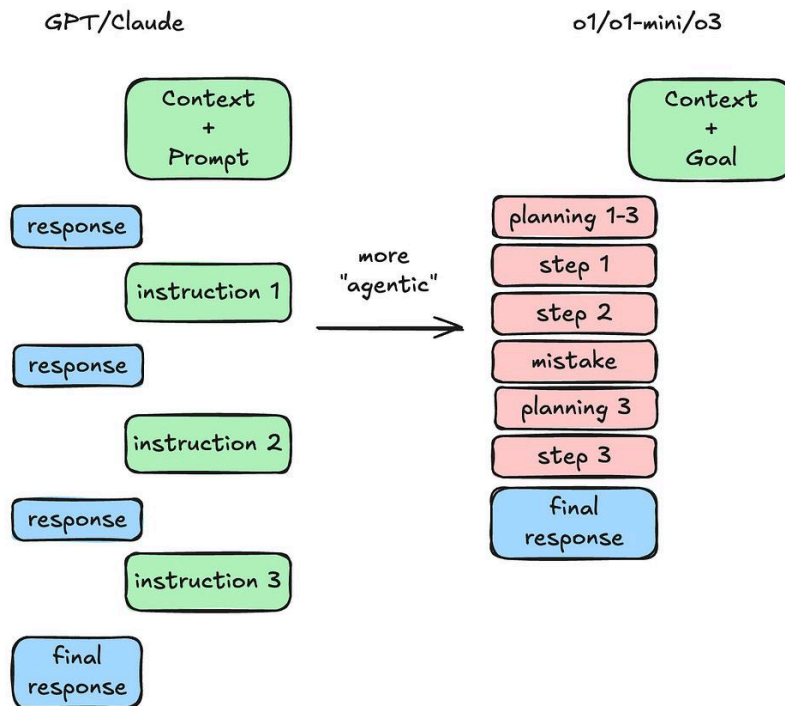 GPT/Claude
Context
+
Prompt
response
instruction 1
response
instruction 2
response
instruction 3
final
response
more
"agentic"
o1/o1-mini/o3
Context
+
Goal
planning 1-3
step 1
step 2
mistake
planning 3
step 3
final
response